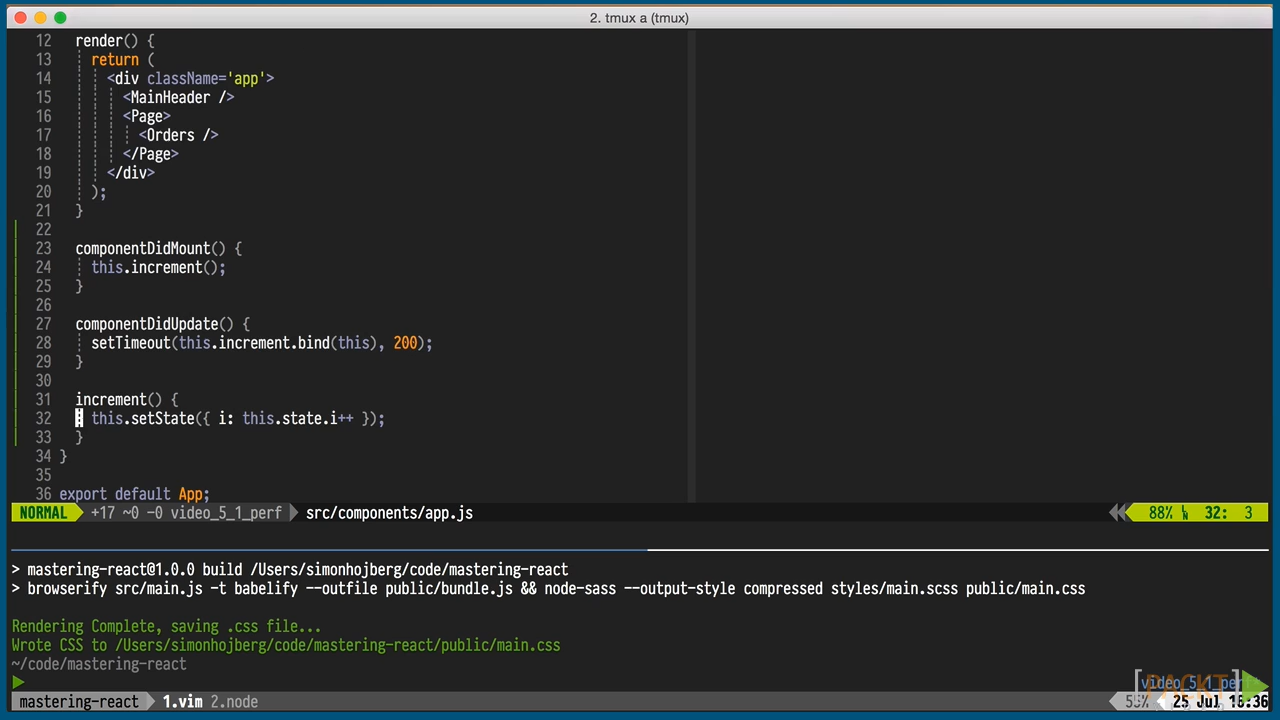 2. tmux a (tmux)
12 render() {
13 return (
14 <div className='app'>
15 <MainHeader />
16 <Page>
17 <Orders />
18 </Page>
19 </div>
20 );
21 }
22
23 componentDidMount() {
24 this.increment();
25 }
26
27 componentDidUpdate() {
28 setTimeout(this.increment.bind(this), 200);
29 }
30
31 increment() {
32 this.setState({ i: this.state.i++ });
33 }
34 }
35
36 export default App;
NORMAL +17 ~0 -0 video_5_1_perf src/components/app.js 88% 32: 3
> mastering-react@1.0.0 build /Users/simonhojberg/code/mastering-react
> browserify src/main.js -t babelify --outfile public/bundle.js && node-sass --output-style compressed styles/main.scss public/main.css
Rendering Complete, saving .css file...
Wrote CSS to /Users/simonhojberg/code/mastering-react/public/main.css
~/code/mastering-react
video_5_1_perf
[PACKT]
mastering-react 1.vim 2.node 55% 25 Jul 18:36